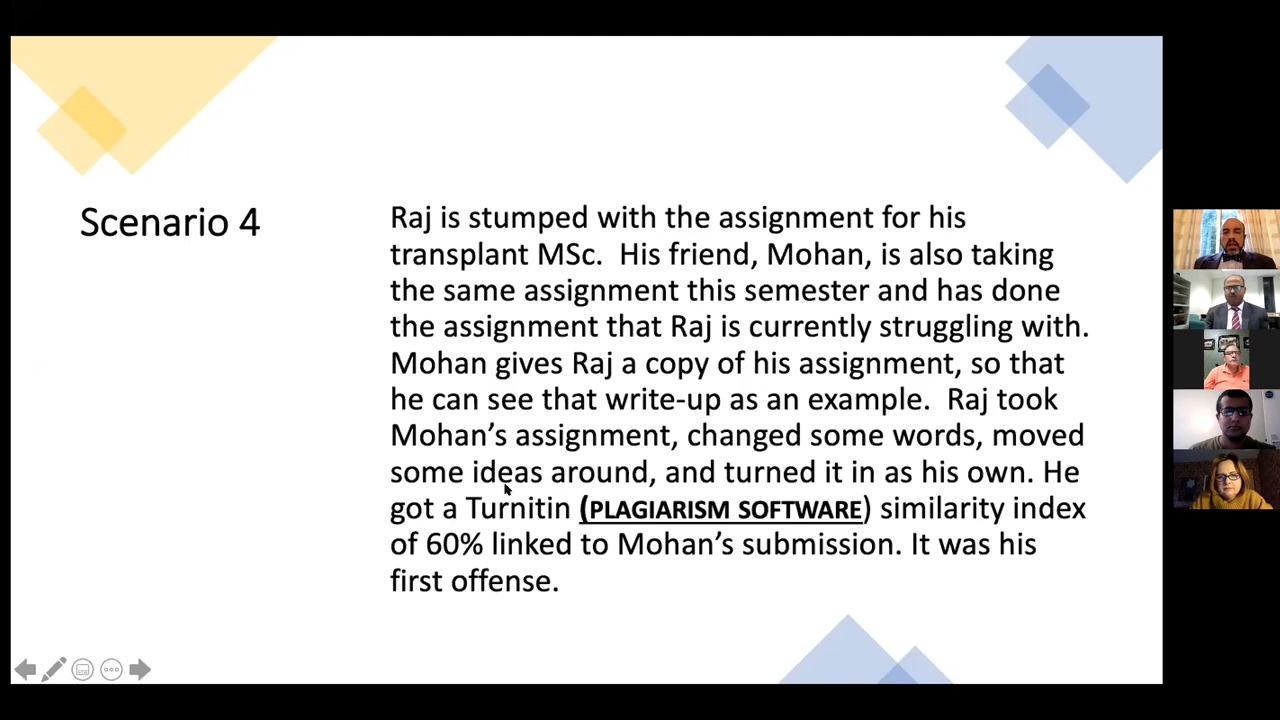 Scenario 4
Raj is stumped with the assignment for his
transplant MSc.  His friend, Mohan, is also taking
the same assignment this semester and has done
the assignment that Raj is currently struggling with.
Mohan gives Raj a copy of his assignment, so that
he can see that write-up as an example.  Raj took
Mohan’s assignment, changed some words, moved
some ideas around, and turned it in as his own. He
got a Turnitin (PLAGIARISM SOFTWARE) similarity index
of 60% linked to Mohan’s submission. It was his
first offense.